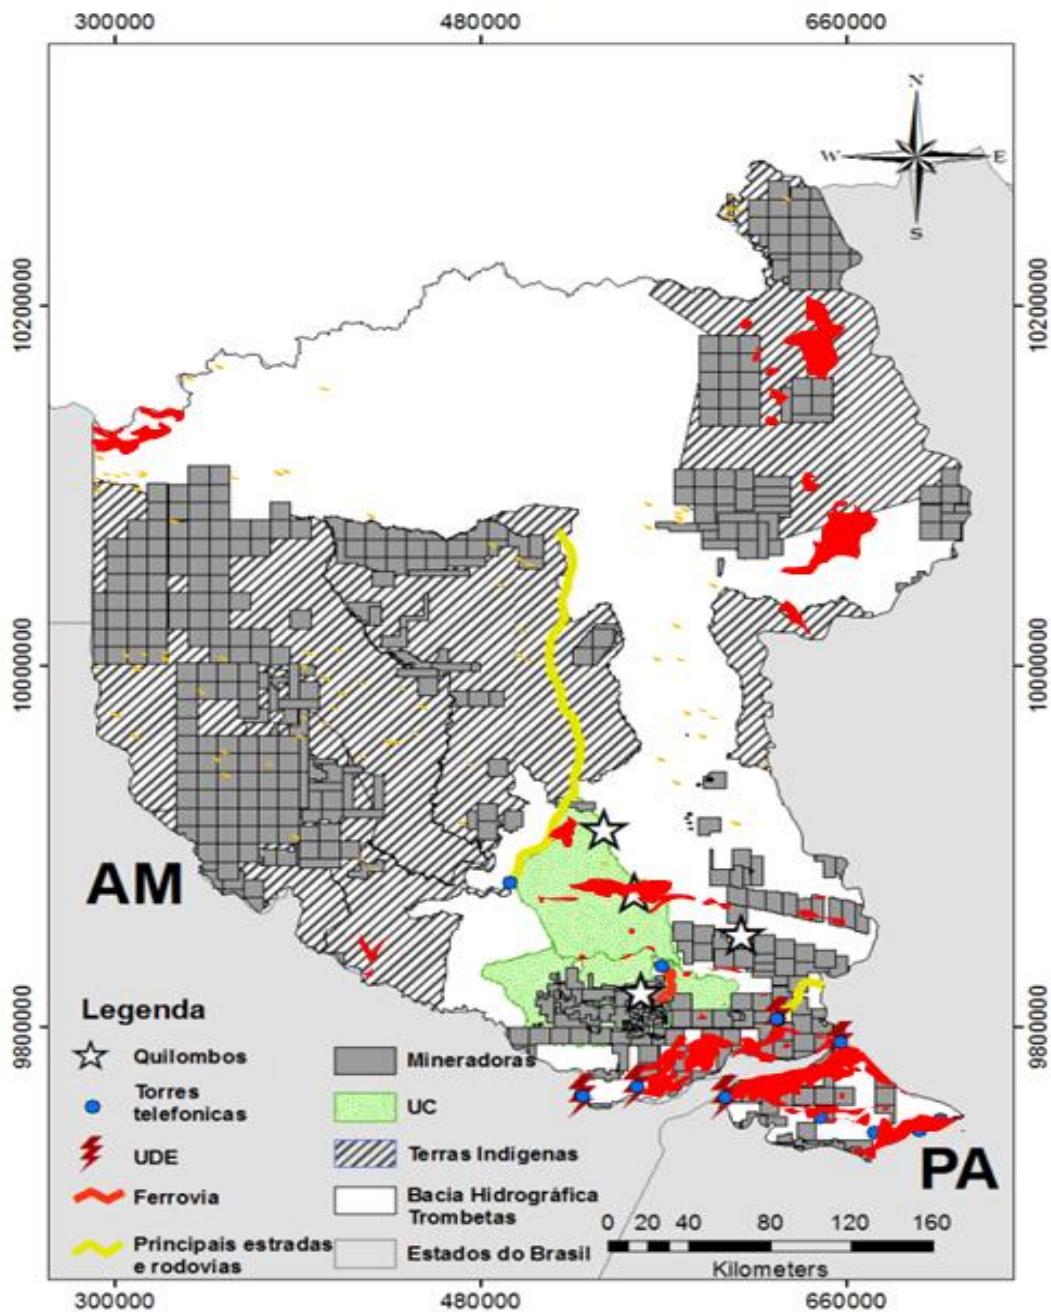 300000 480000 660000
N
W E
S
10200000 10200000
10000000 10000000
AM
9800000 9800000
PA
Legenda
Quilombos
Torres
telefonicas
UDE
Ferrovia
Principais estradas
e rodovias
Mineradoras
UC
Terras Indígenas
Bacia Hidrográfica
Trombetas
Estados do Brasil
0 20 40 80 120 160
Kilometers
300000 480000 660000